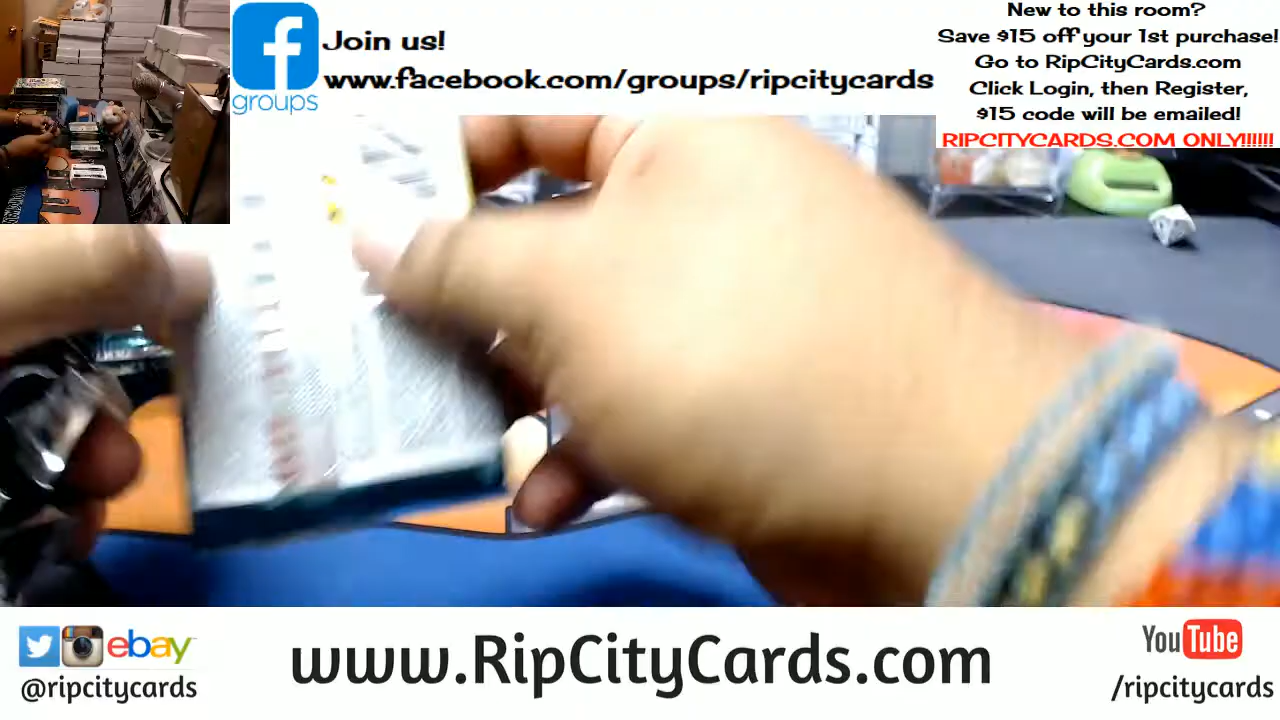 Join us!
www.facebook.com/groups/ripcitycards
groups
New to this room?
Save $15 off your 1st purchase!
Go to RipCityCards.com
Click Login, then Register,
$15 code will be emailed!
RIPCITYCARDS.COM ONLY!!!!!!
ebay
@ripcitycards
www.RipCityCards.com
YouTube
/ripcitycards